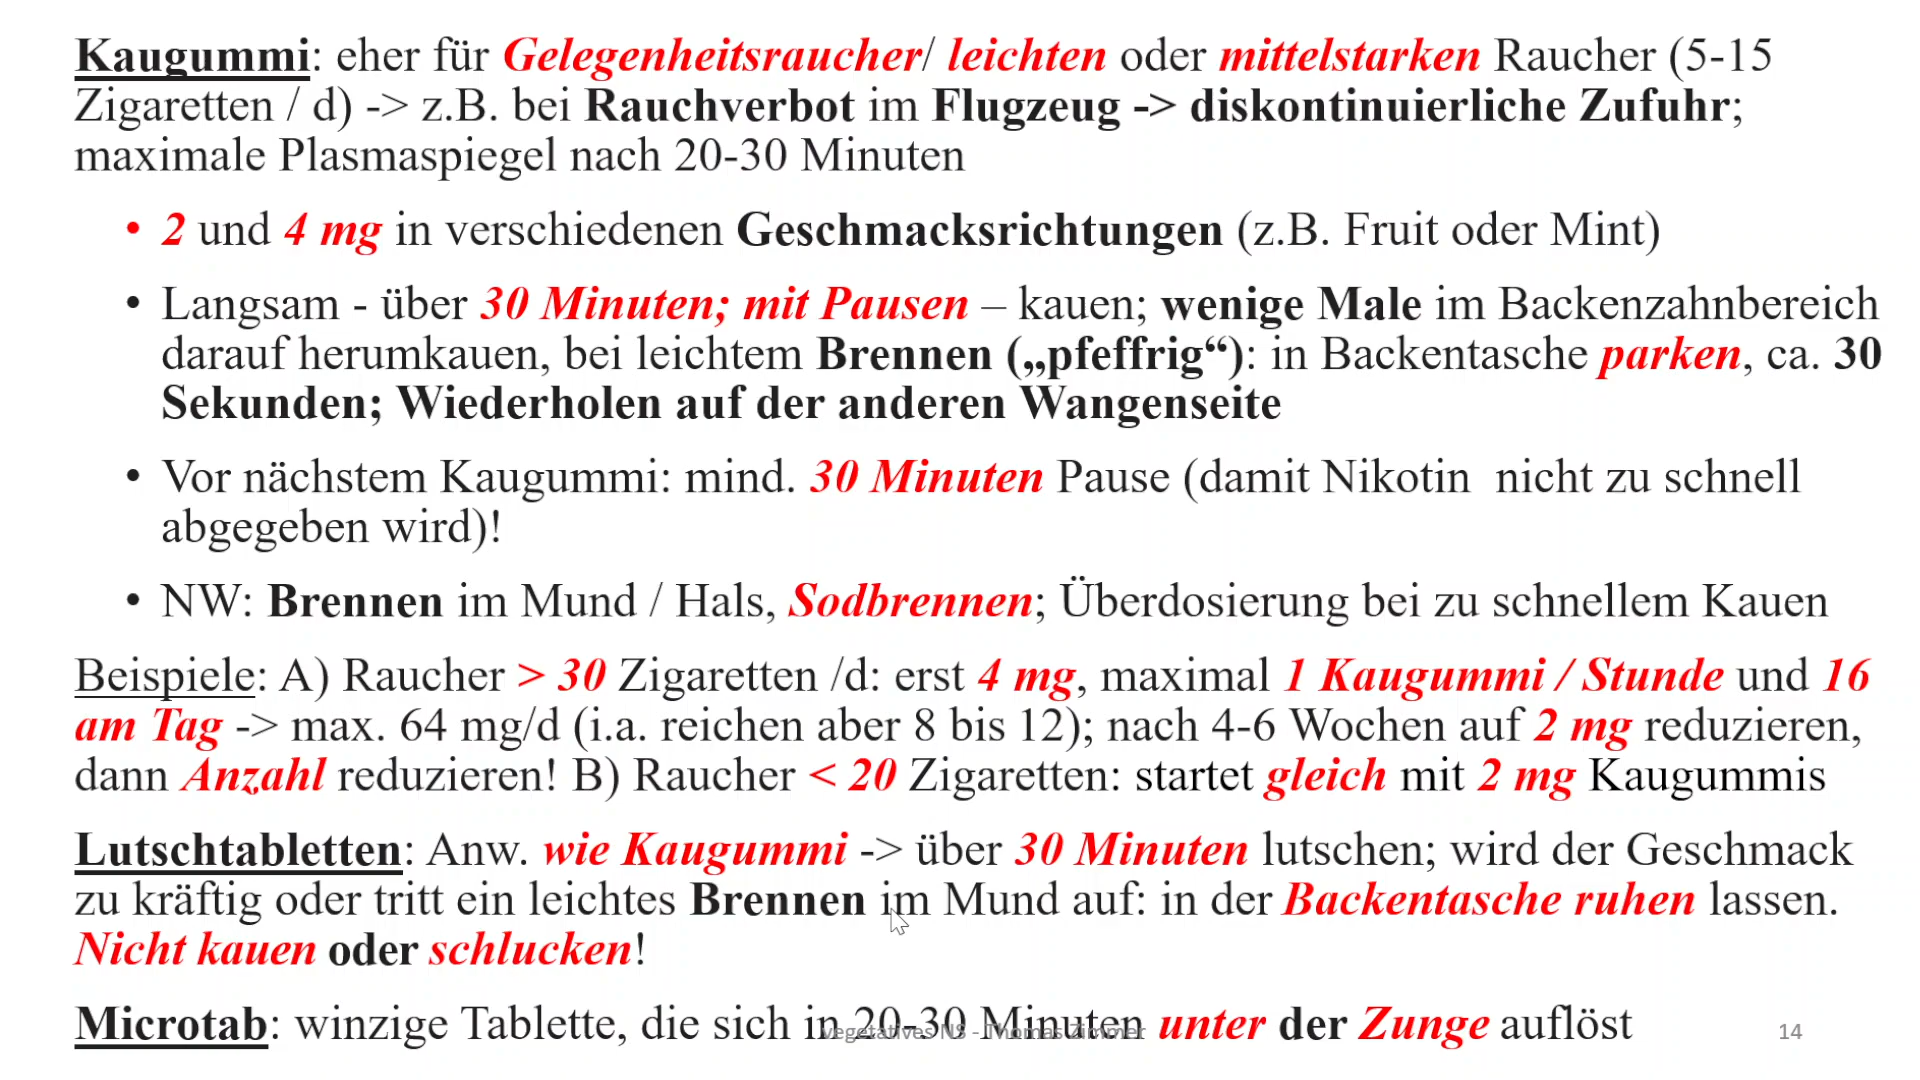 Kaugummi: eher für Gelegenheitsraucher/ leichten oder mittelstarken Raucher (5-15
Zigaretten / d) -> z.B. bei Rauchverbot im Flugzeug -> diskontinuierliche Zufuhr;
maximale Plasmaspiegel nach 20-30 Minuten
• 2 und 4 mg in verschiedenen Geschmacksrichtungen (z.B. Fruit oder Mint)
• Langsam - über 30 Minuten; mit Pausen – kauen; wenige Male im Backenzahnbereich
darauf herumkauen, bei leichtem Brennen („pfeffrig“): in Backentasche parken, ca. 30
Sekunden; Wiederholen auf der anderen Wangenseite
• Vor nächstem Kaugummi: mind. 30 Minuten Pause (damit Nikotin nicht zu schnell
abgegeben wird)!
• NW: Brennen im Mund / Hals, Sodbrennen; Überdosierung bei zu schnellem Kauen
Beispiele: A) Raucher > 30 Zigaretten /d: erst 4 mg, maximal 1 Kaugummi / Stunde und 16
am Tag -> max. 64 mg/d (i.a. reichen aber 8 bis 12); nach 4-6 Wochen auf 2 mg reduzieren,
dann Anzahl reduzieren! B) Raucher < 20 Zigaretten: startet gleich mit 2 mg Kaugummis
Lutschtabletten: Anw. wie Kaugummi -> über 30 Minuten lutschen; wird der Geschmack
zu kräftig oder tritt ein leichtes Brennen im Mund auf: in der Backentasche ruhen lassen.
Nicht kauen oder schlucken!
Microtab: winzige Tablette, die sich in 20-30 Minuten unter der Zunge auflöst
vegetatives NS - Thomas Zimmer
14